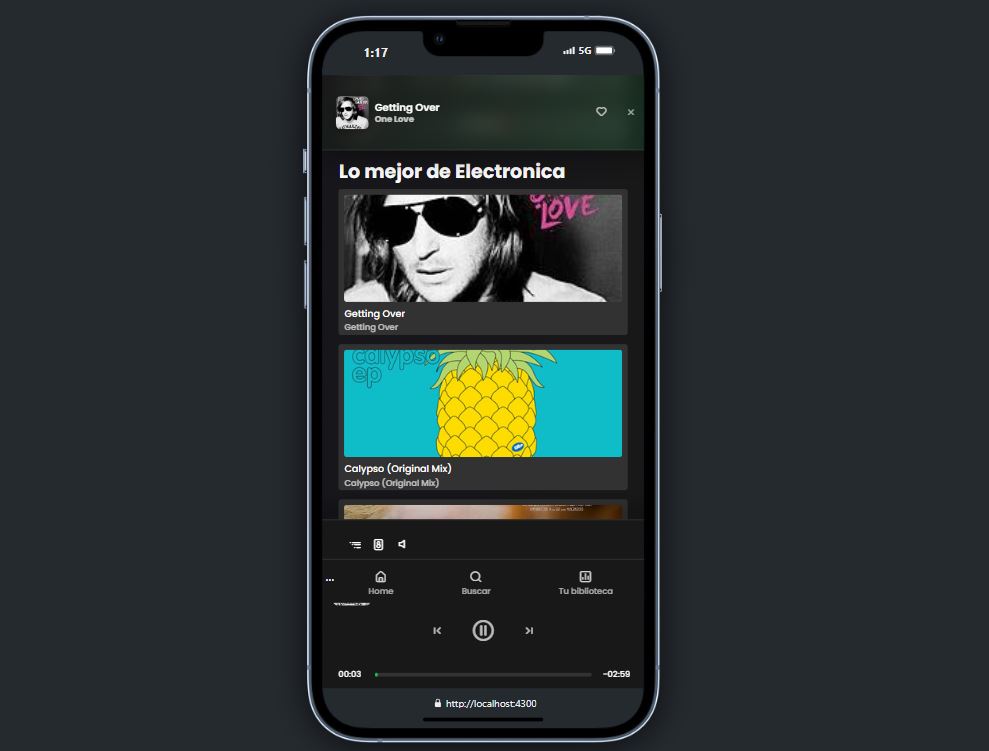 1:17
5G
Getting Over
One Love
Lo mejor de Electronica
LOVE
Getting Over
Getting Over
calypso
ep
Calypso (Original Mix)
Calypso (Original Mix)
...
Home
Buscar
Tu biblioteca
00:03
-02:59
http://localhost:4300